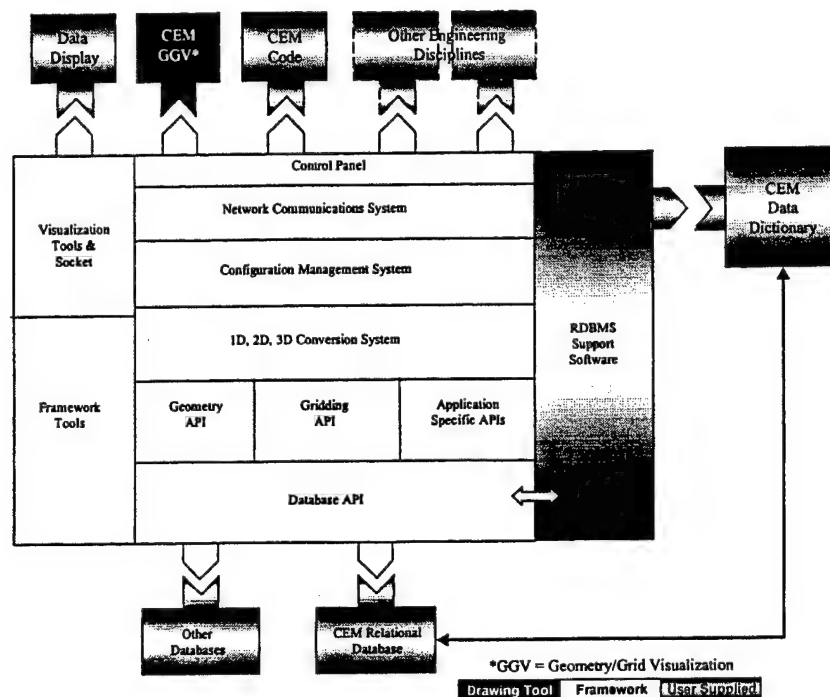 Data
Display
CEM
GGV*
CEM
Code
Other Engineering
Disciplines
Control Panel
Network Communications System
Visualization
Tools &
Socket
Configuration Management System
CEM
Data
Dictionary
1D, 2D, 3D Conversion System
RDBMS
Support
Software
Framework
Tools
Geometry
API
Gridding
API
Application
Specific APIs
Database API
Other
Databases
CEM Relational
Database
*GGV = Geometry/Grid Visualization
Drawing Tool
Framework
User Supplied